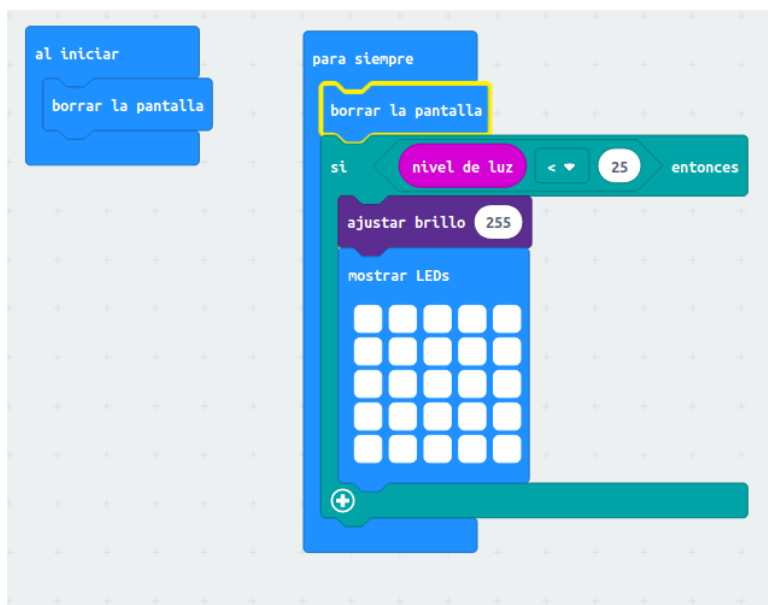 al iniciar
borrar la pantalla
para siempre
borrar la pantalla
si nivel de luz < 25 entonces
ajustar brillo 255
mostrar LEDs